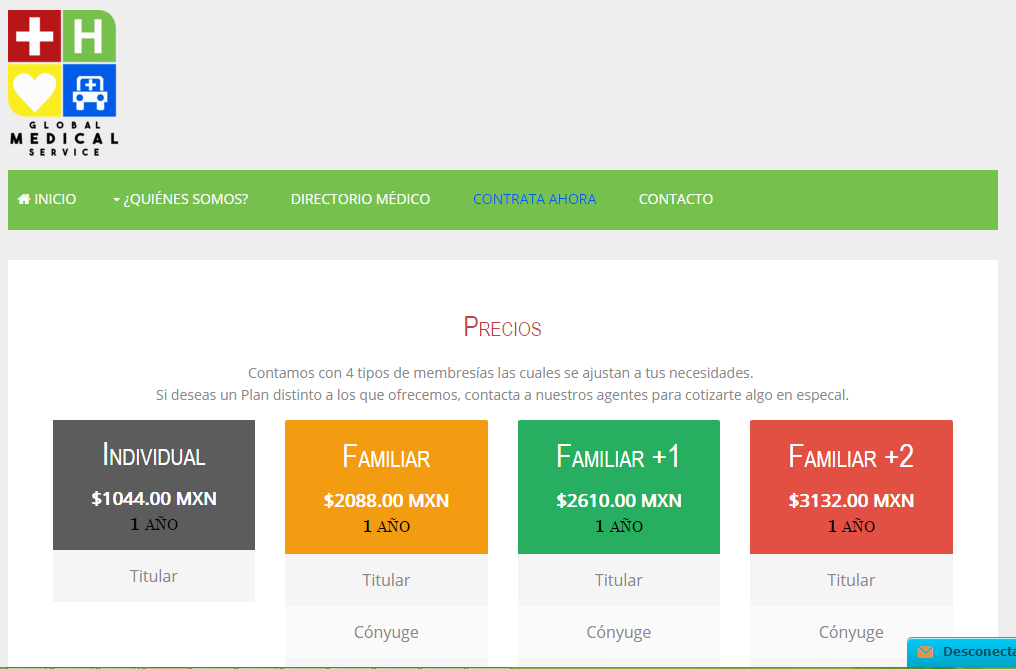 H
GLOBAL
MEDICAL
SERVICE
INICIO
¿QUIÉNES SOMOS?
DIRECTORIO MÉDICO
CONTRATA AHORA
CONTACTO
Precios
Contamos con 4 tipos de membresías las cuales se ajustan a tus necesidades.
Si deseas un Plan distinto a los que ofrecemos, contacta a nuestros agentes para cotizarte algo en especal.
Individual
$1044.00 MXN
1 AÑO
Titular
Familiar
$2088.00 MXN
1 AÑO
Titular
Cónyuge
Familiar +1
$2610.00 MXN
1 AÑO
Titular
Cónyuge
Familiar +2
$3132.00 MXN
1 AÑO
Titular
Cónyuge